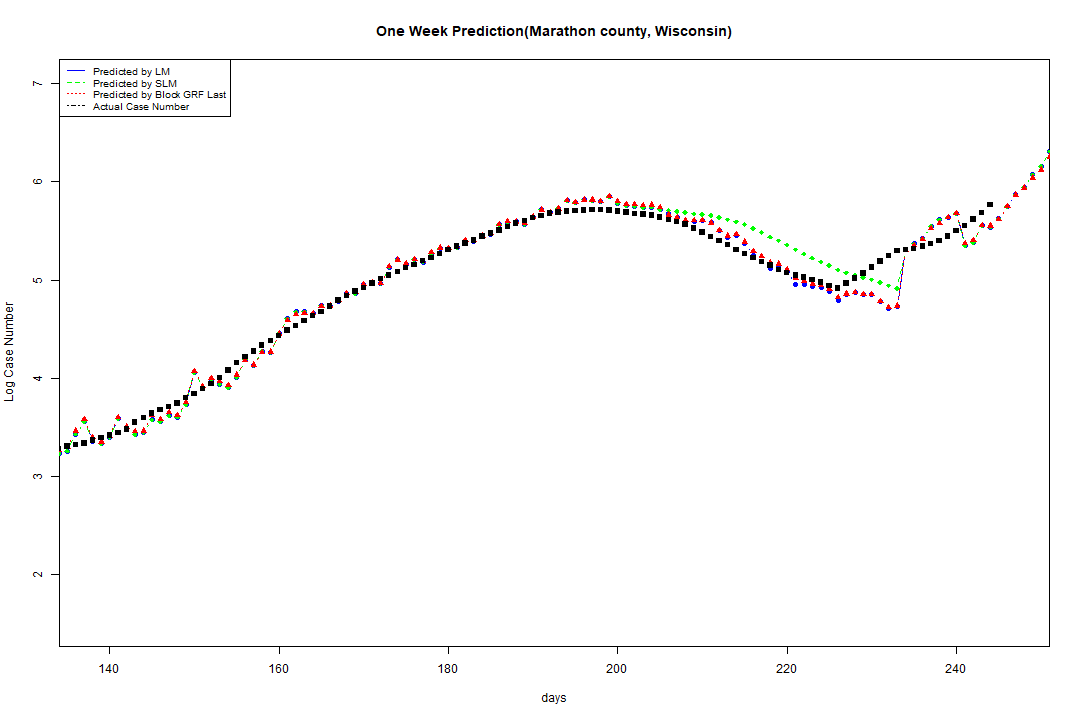 One Week Prediction(Marathon county, Wisconsin)
Predicted by LM
Predicted by SLM
Predicted by Block GRF Last
Actual Case Number
7
6
5
4
3
2
Log Case Number
140 160 180 200 220 240
days